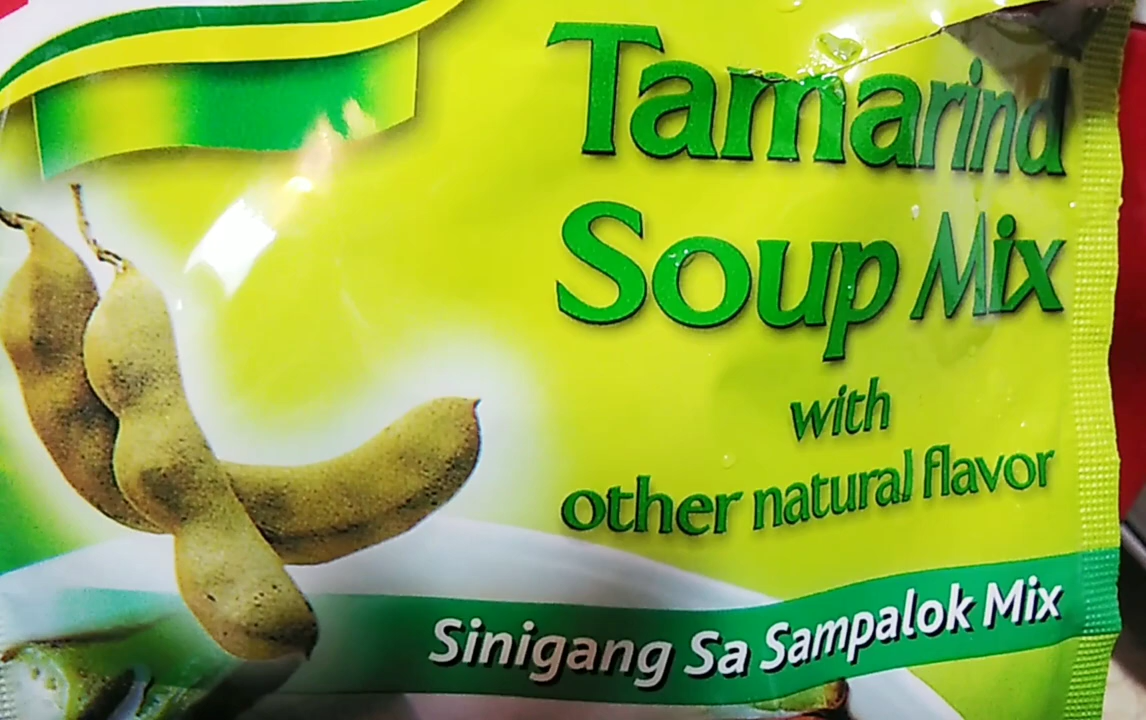 Tamarind
Soup Mix
with
other natural flavor
Sinigang Sa Sampalok Mix